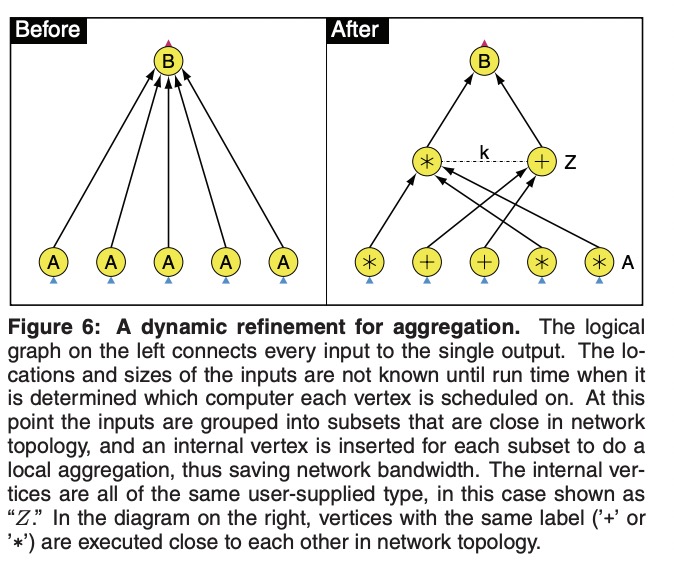 Before
After
B
B
* k + Z
A A A A A
* + + * * A
Figure 6: A dynamic refinement for aggregation. The logical
graph on the left connects every input to the single output. The lo-
cations and sizes of the inputs are not known until run time when it
is determined which computer each vertex is scheduled on. At this
point the inputs are grouped into subsets that are close in network
topology, and an internal vertex is inserted for each subset to do a
local aggregation, thus saving network bandwidth. The internal ver-
tices are all of the same user-supplied type, in this case shown as
“Z.” In the diagram on the right, vertices with the same label (’+’ or
’*’) are executed close to each other in network topology.